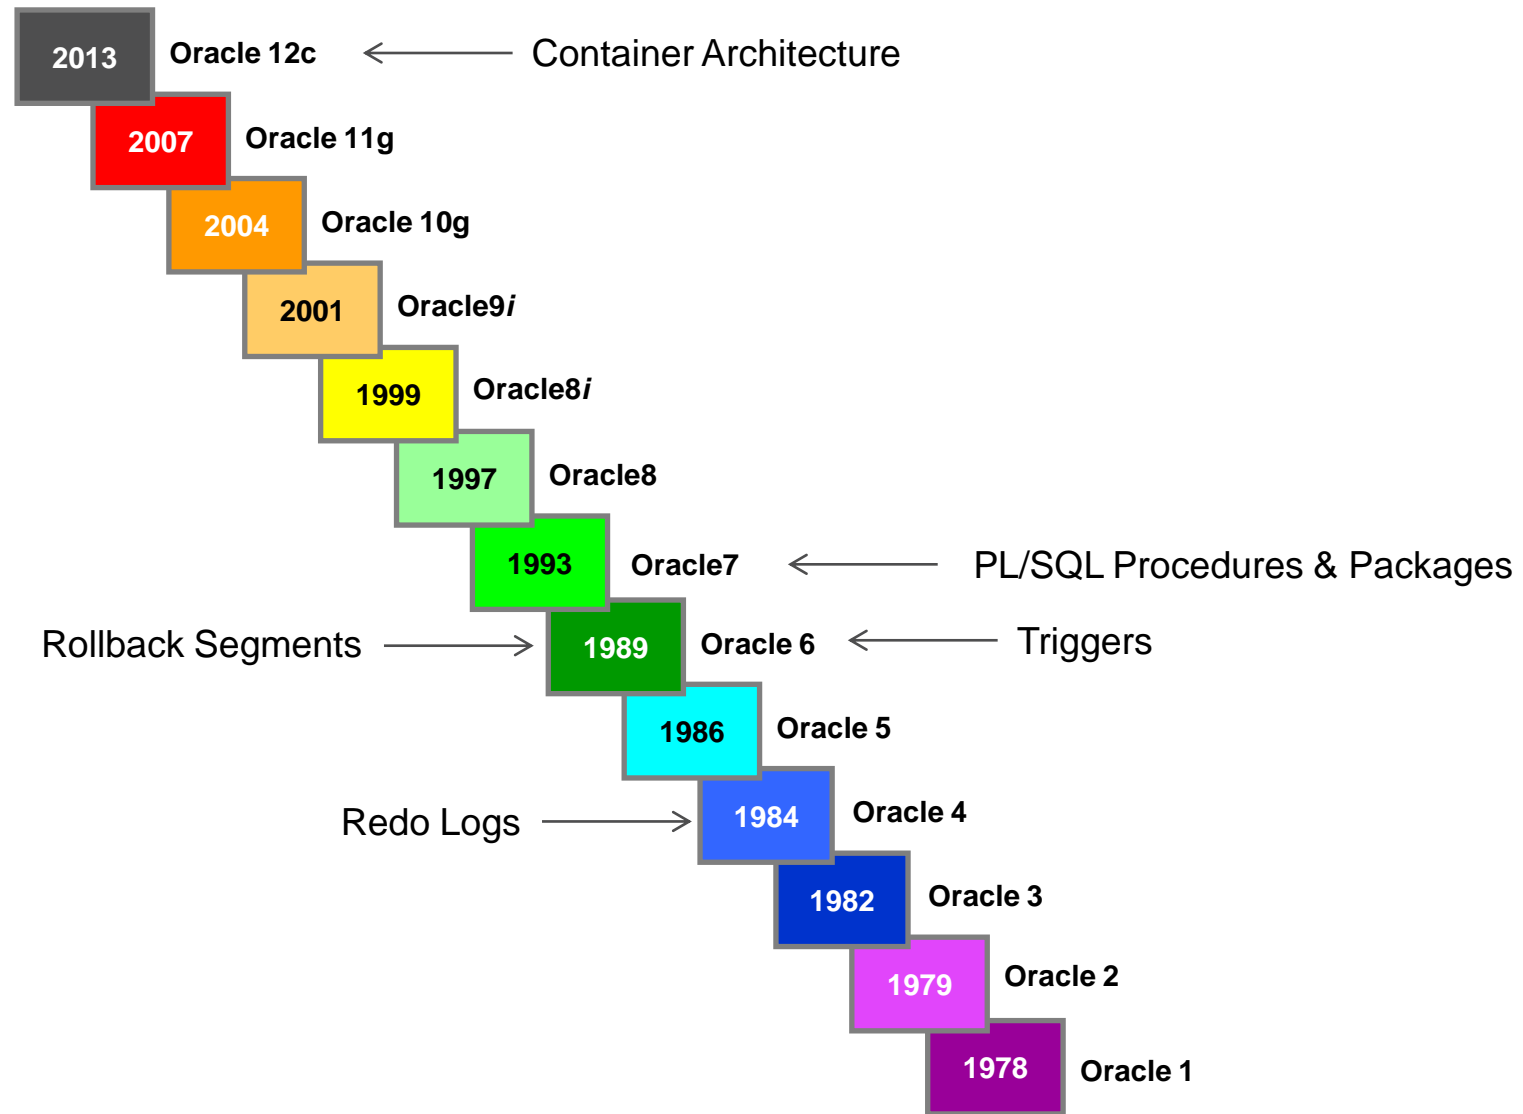 2013 Oracle 12c Container Architecture
2007 Oracle 11g
2004 Oracle 10g
2001 Oracle9i
1999 Oracle8i
1997 Oracle8
1993 Oracle7 PL/SQL Procedures & Packages
Rollback Segments 1989 Oracle 6 Triggers
1986 Oracle 5
Redo Logs 1984 Oracle 4
1982 Oracle 3
1979 Oracle 2
1978 Oracle 1